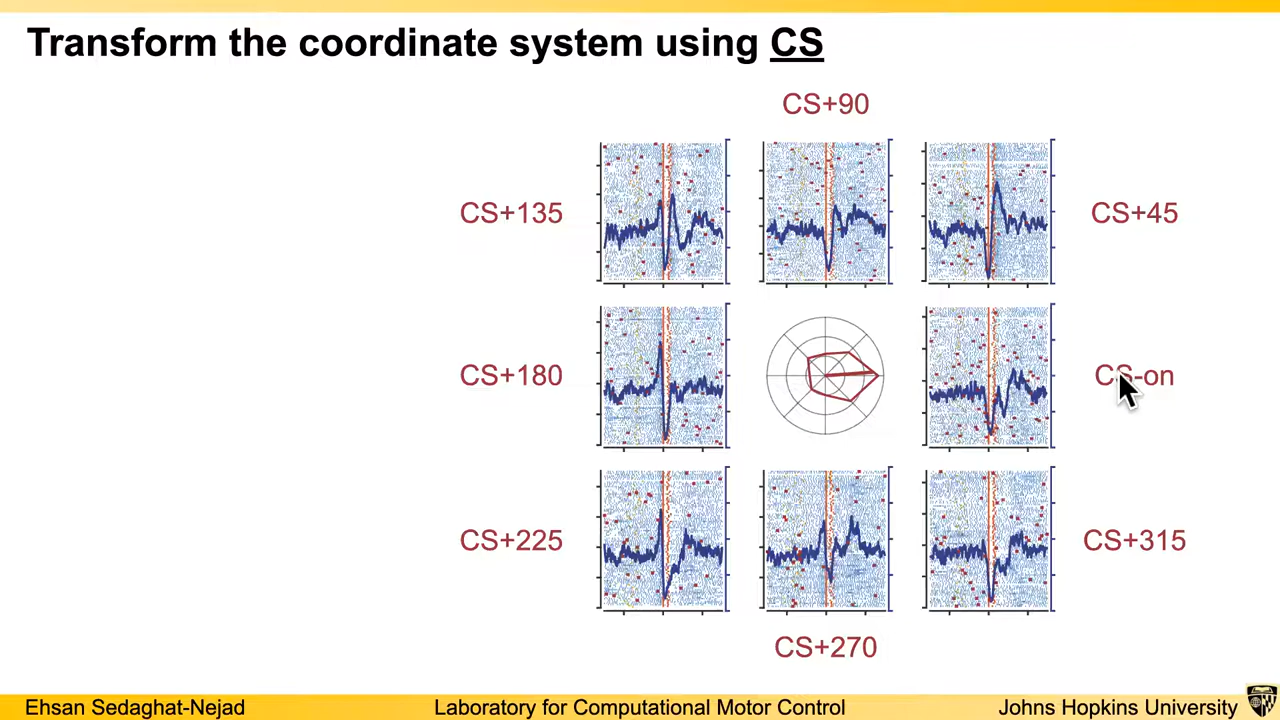 Transform the coordinate system using CS
CS+90
CS+135
CS+45
CS+180
CS-on
CS+225
CS+315
CS+270
Ehsan Sedaghat-Nejad
Laboratory for Computational Motor Control
Johns Hopkins University